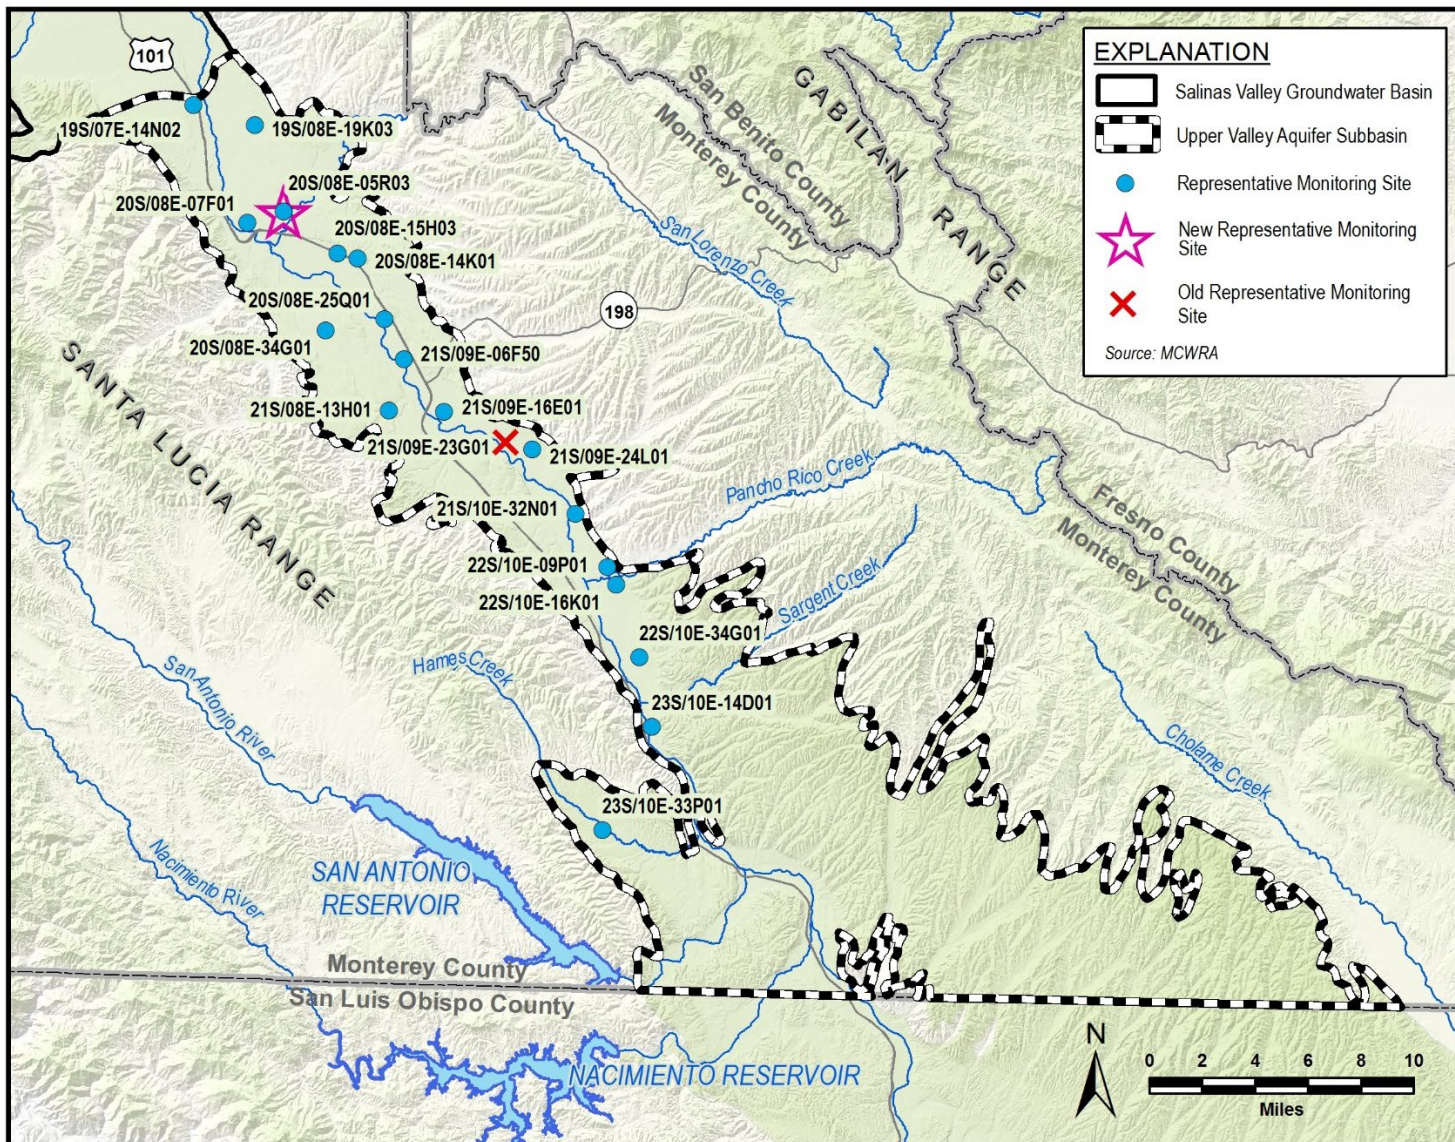 101
EXPLANATION
Salinas Valley Groundwater Basin
Upper Valley Aquifer Subbasin
Representative Monitoring Site
New Representative Monitoring
Site
Old Representative Monitoring
Site
Source: MCWRA
GABILAN RANGE
San Benito County
Monterey County
19S/07E-14N02
19S/08E-19K03
20S/08E-05R03
20S/08E-07F01
20S/08E-15H03
20S/08E-14K01
San Lorenzo Creek
20S/08E-25Q01
198
20S/08E-34G01
21S/09E-06F50
SANTA LUCIA RANGE
21S/08E-13H01
21S/09E-16E01
21S/09E-23G01
21S/09E-24L01
Pancho Rico Creek
21S/10E-32N01
Fresno County
Monterey County
22S/10E-09P01
22S/10E-16K01
Sargent Creek
22S/10E-34G01
Hames Creek
San Antonio River
23S/10E-14D01
Cholame Creek
23S/10E-33P01
Nacimiento River
SAN ANTONIO
RESERVOIR
Monterey County
San Luis Obispo County
NACIMIENTO RESERVOIR
N
0 2 4 6 8 10
Miles